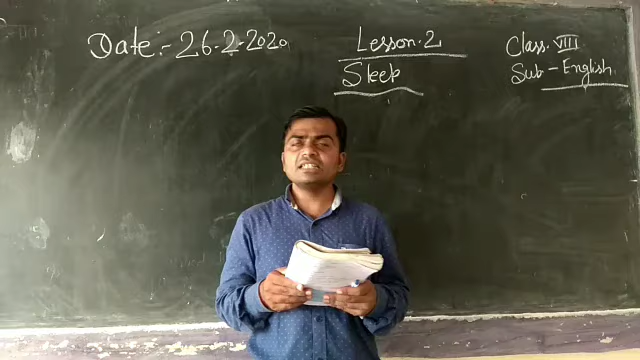 Date:- 26-2-2020
Lesson.2
Sleep
Class. VIII
Sub-English.